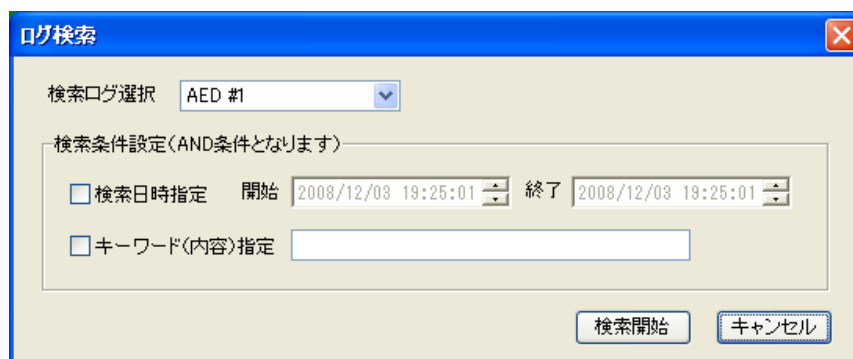 ログ検索
検索ログ選択 AED #1
検索条件設定(AND条件となります)
検索日時指定 開始 2008/12/03 19:25:01 終了 2008/12/03 19:25:01
キーワード(内容)指定
検索開始 キャンセル